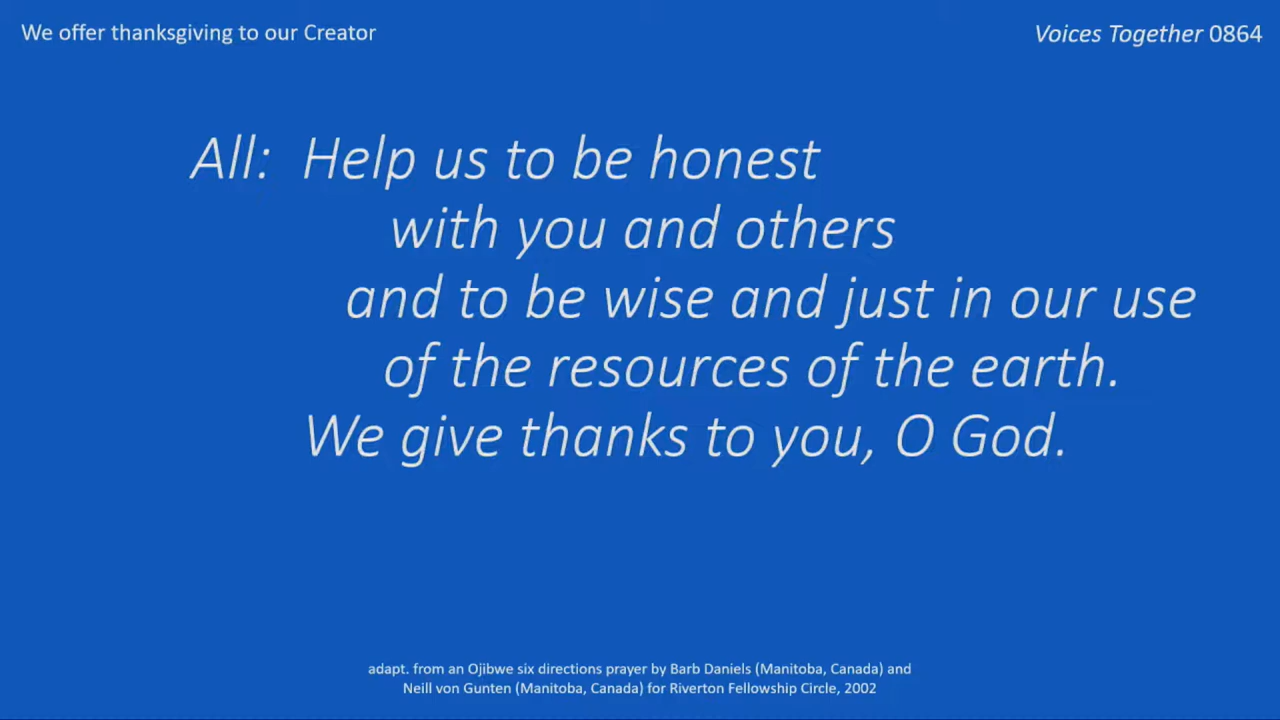 We offer thanksgiving to our Creator
Voices Together 0864
All: Help us to be honest
with you and others
and to be wise and just in our use
of the resources of the earth.
We give thanks to you, O God.
adapt. from an Ojibwe six directions prayer by Barb Daniels (Manitoba, Canada) and
Neill von Gunten (Manitoba, Canada) for Riverton Fellowship Circle, 2002